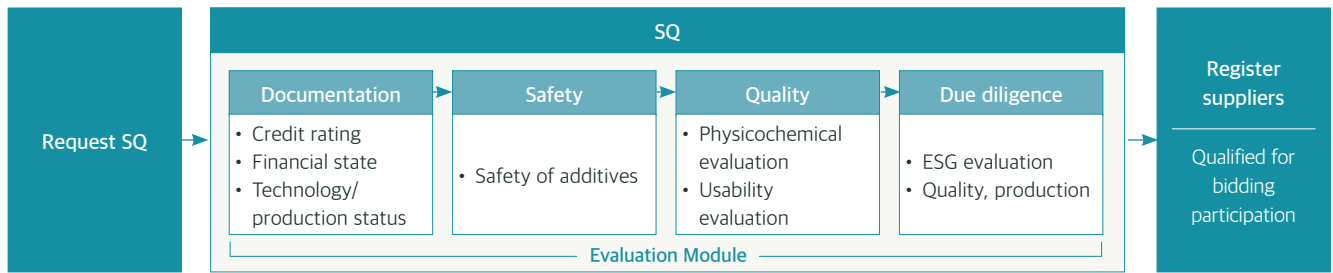 Request SQ
SQ
Documentation
• Credit rating
• Financial state
• Technology/
production status
Safety
• Safety of additives
Quality
• Physicochemical
evaluation
• Usability
evaluation
Due diligence
• ESG evaluation
• Quality, production
Evaluation Module
Register
suppliers
Qualified for
bidding
participation